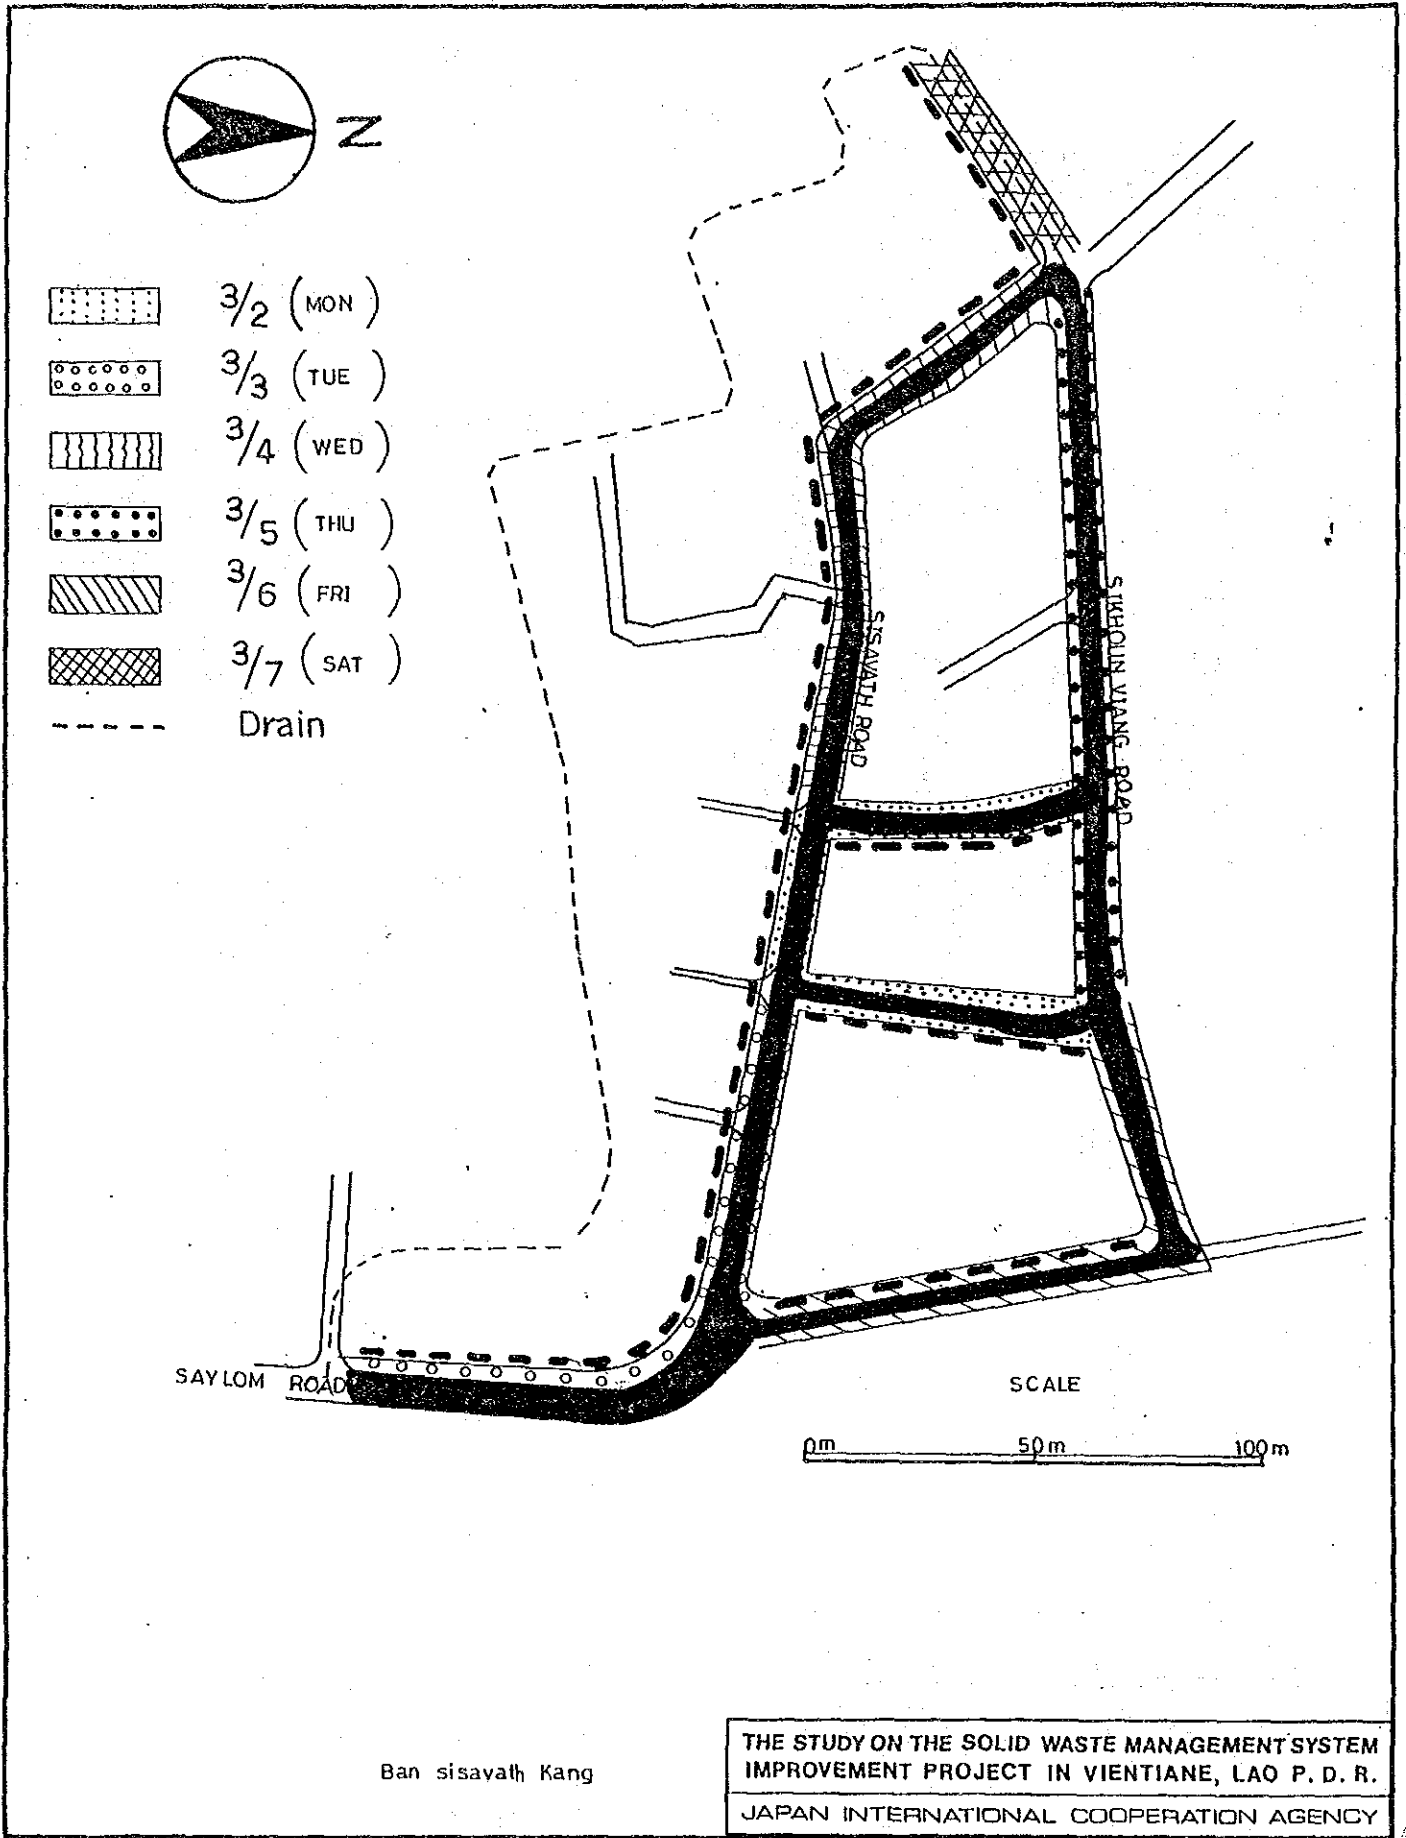 N
3/2 (MON)
3/3 (TUE)
3/4 (WED)
3/5 (THU)
3/6 (FRI)
3/7 (SAT)
Drain
SISAVATH ROAD
SIKHOUN VIANG ROAD
SAYLOM ROAD
SCALE
0m 50m 100m
Ban sisavath Kang
THE STUDY ON THE SOLID WASTE MANAGEMENT SYSTEM
IMPROVEMENT PROJECT IN VIENTIANE, LAO P. D. R.
JAPAN INTERNATIONAL COOPERATION AGENCY